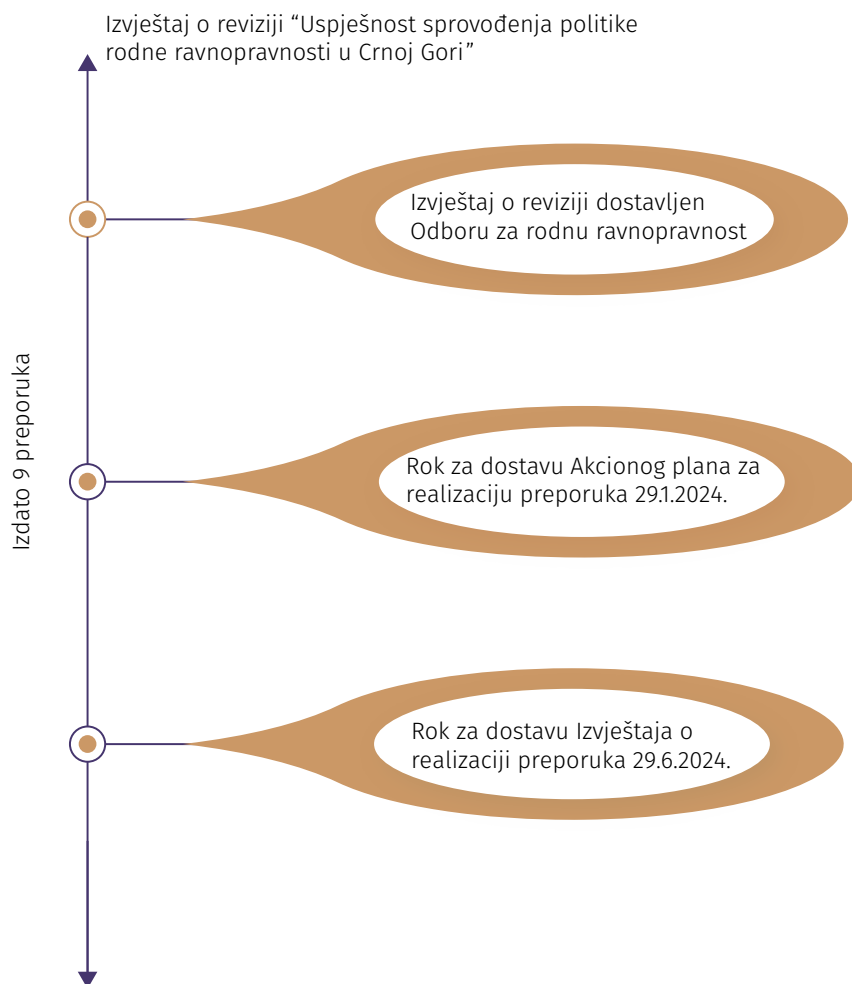 Izvještaj o reviziji “Uspješnost sprovođenja politike
rodne ravnopravnosti u Crnoj Gori”
Izvještaj o reviziji dostavljen
Odboru za rodnu ravnopravnost
Izdato 9 preporuka
Rok za dostavu Akcionog plana za
realizaciju preporuka 29.1.2024.
Rok za dostavu Izvještaja o
realizaciji preporuka 29.6.2024.